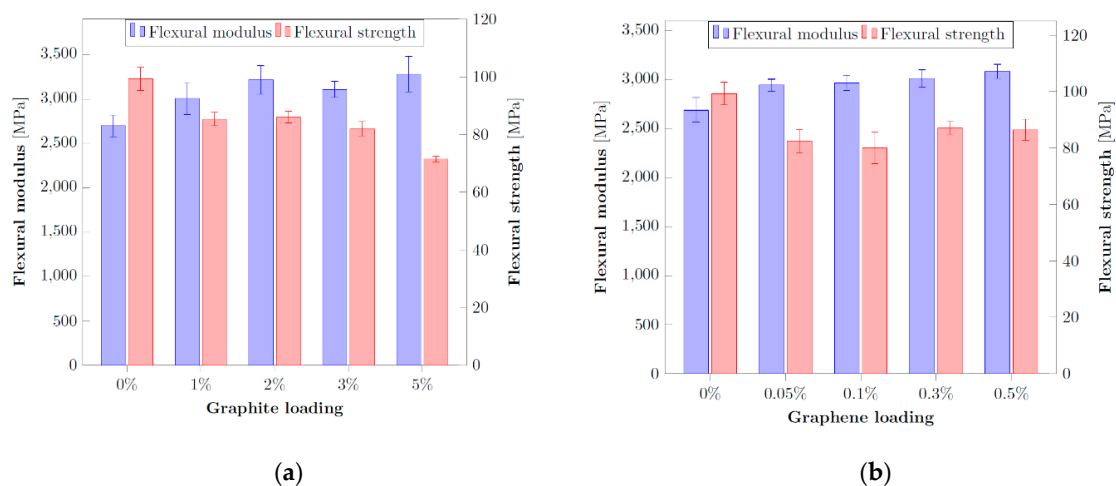 Flexural modulus Flexural strength
Flexural modulus [MPa]
3,500
3,000
2,500
2,000
1,500
1,000
500
0
120
100
80
60
40
20
0
Flexural strength [MPa]
0% 1% 2% 3% 5%
Graphite loading
(a)
Flexural modulus Flexural strength
Flexural modulus [MPa]
3,500
3,000
2,500
2,000
1,500
1,000
500
0
120
100
80
60
40
20
0
Flexural strength [MPa]
0% 0.05% 0.1% 0.3% 0.5%
Graphene loading
(b)